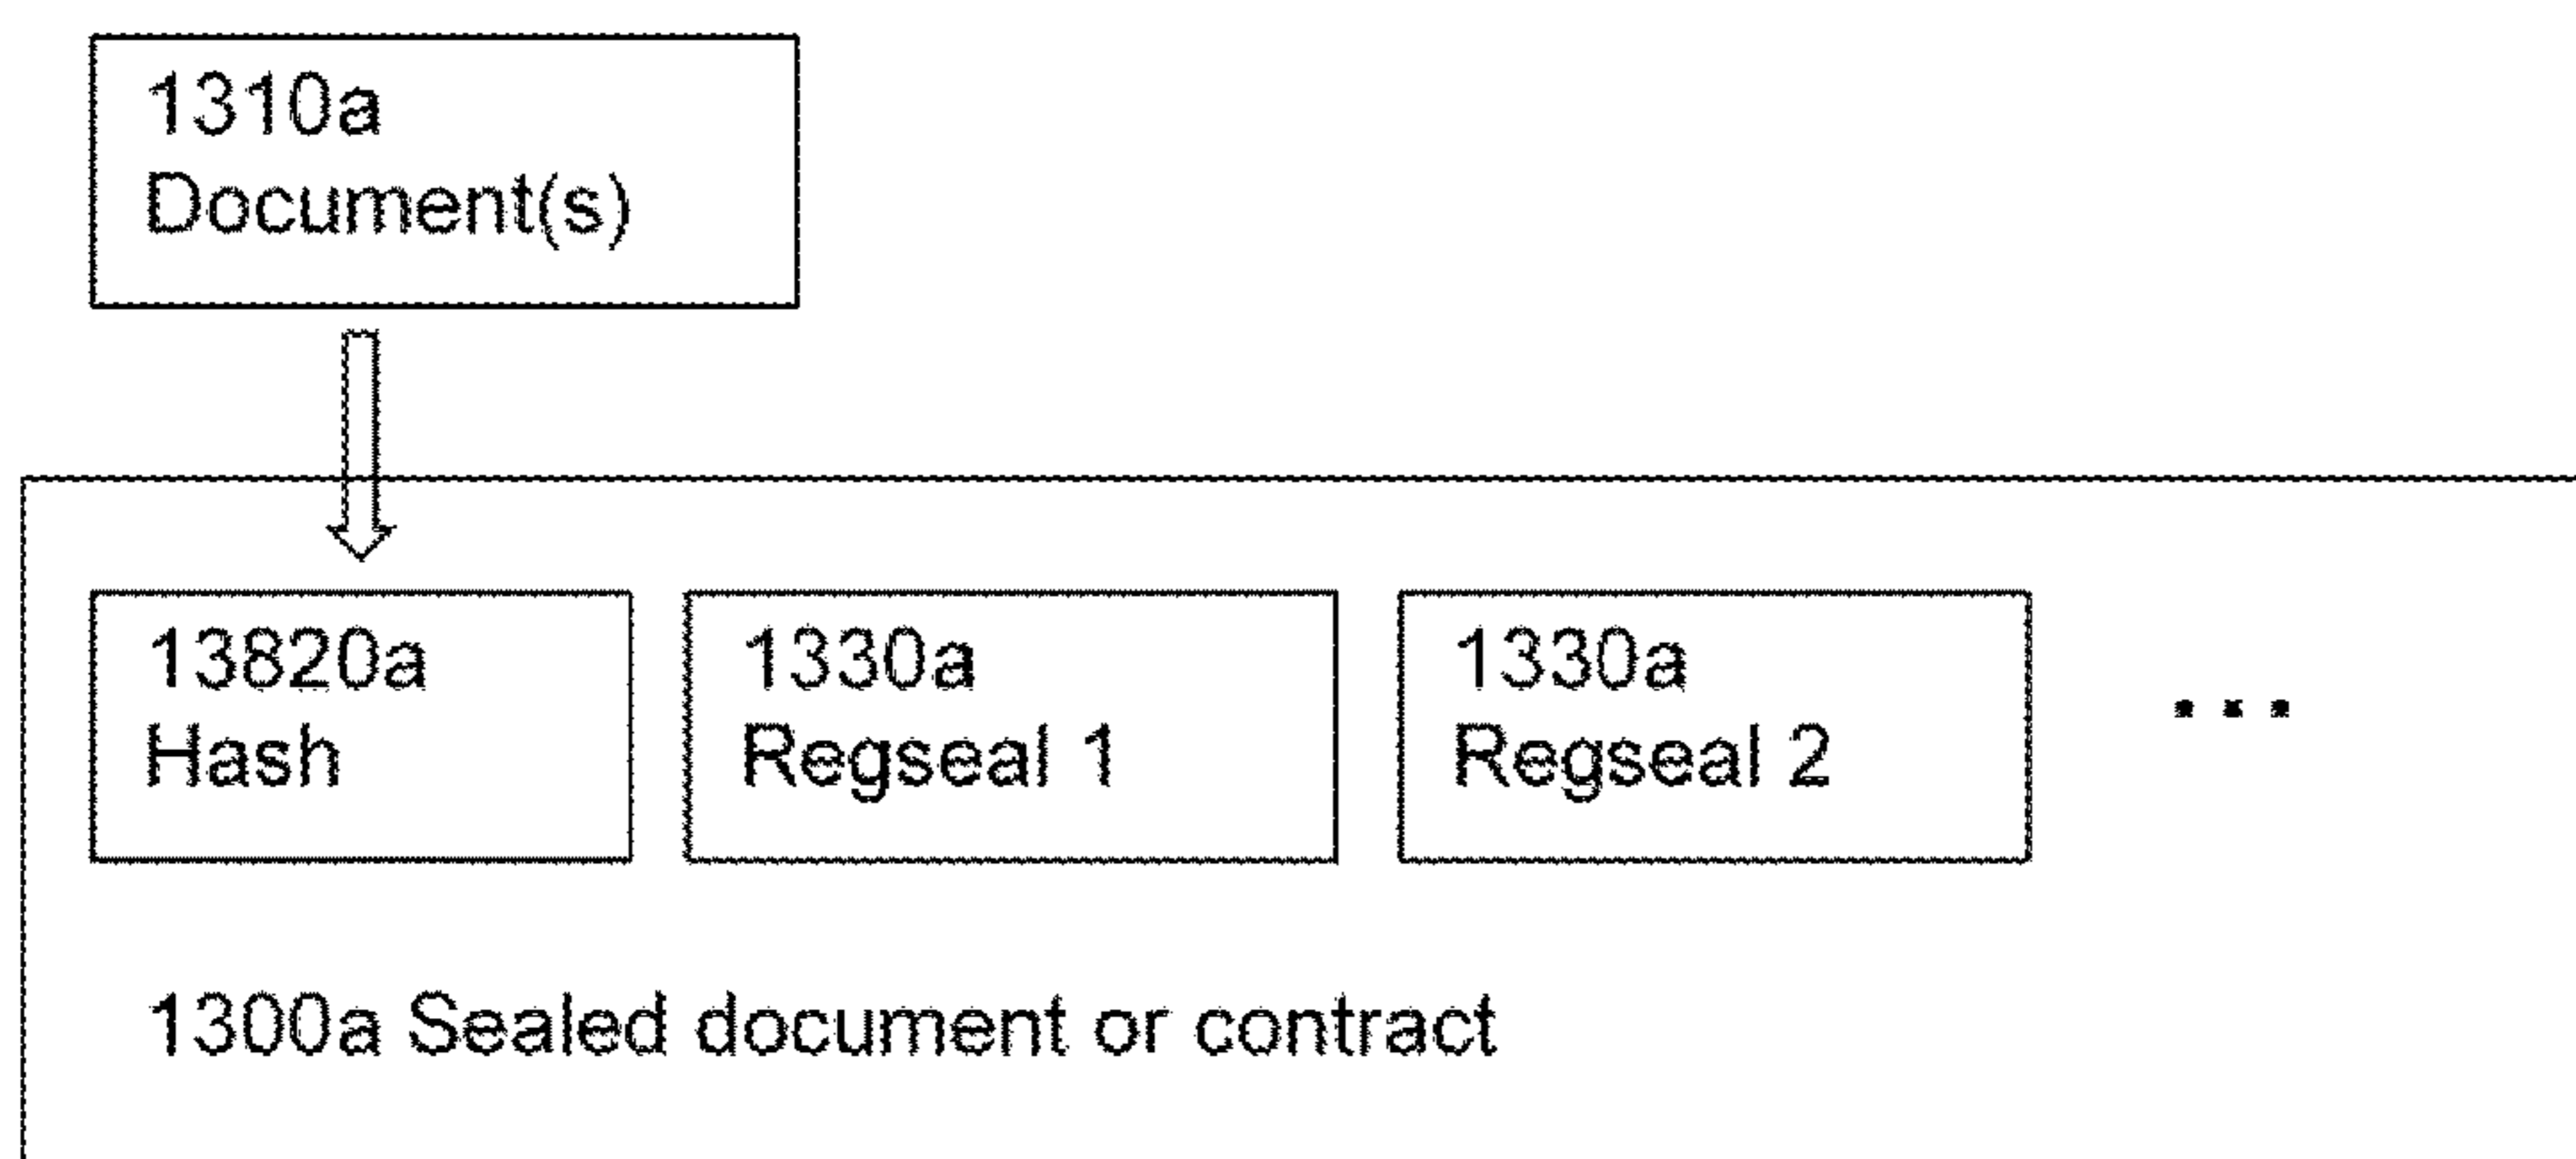 1310a
Document(s)
13820a
Hash
1330a
Regseal 1
1330a
Regseal 2
...
1300a Sealed document or contract